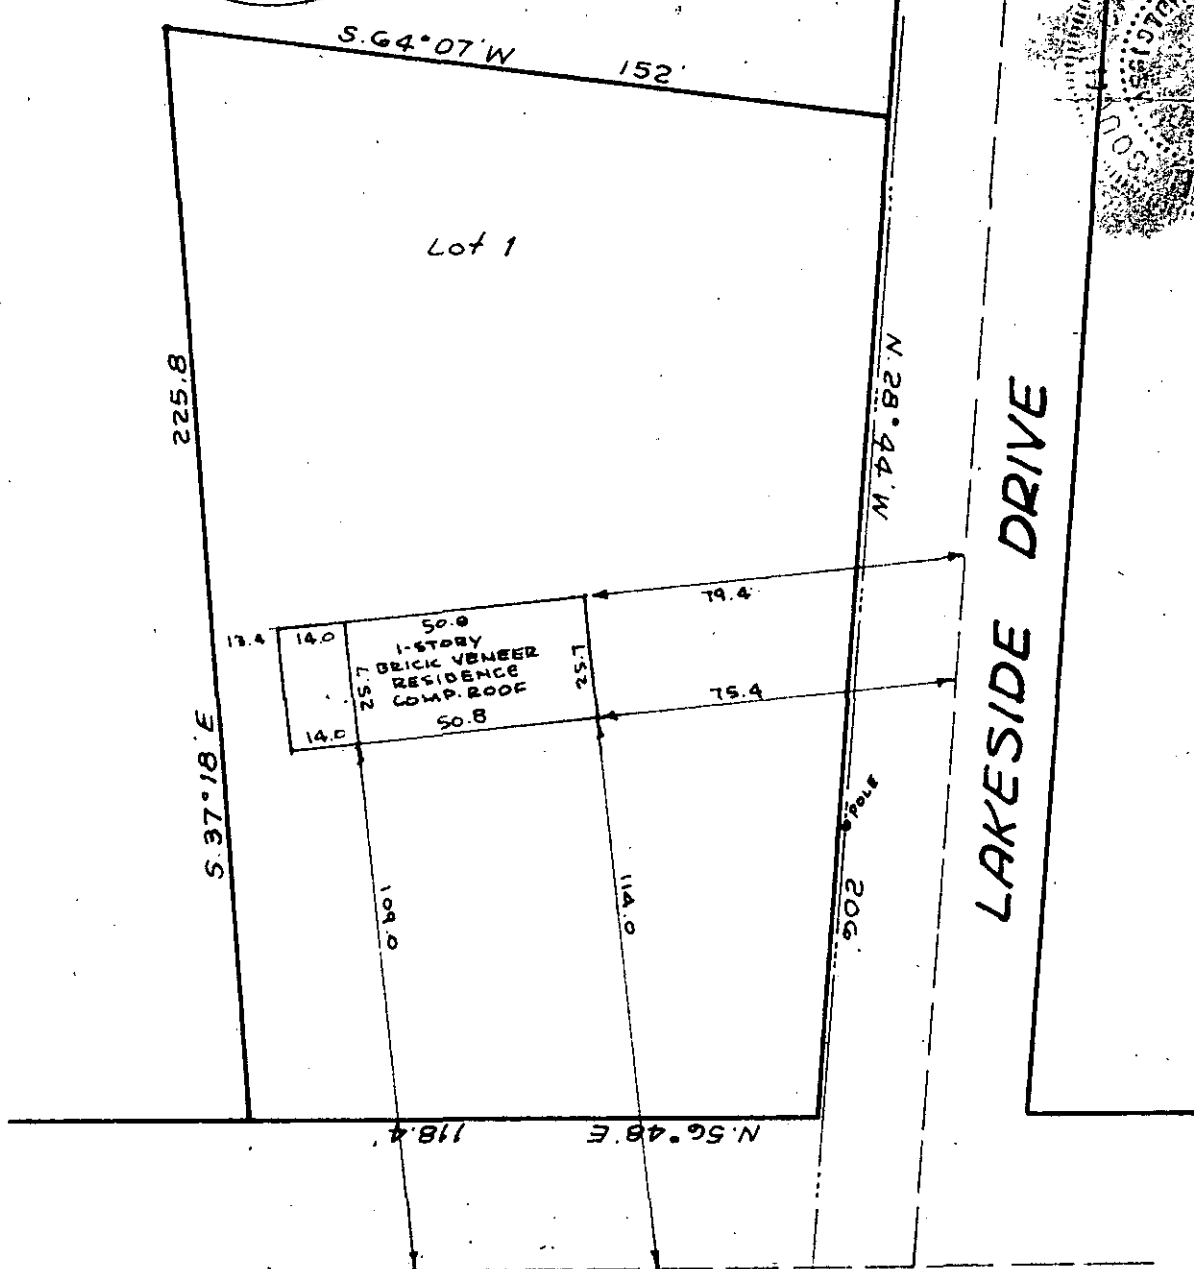 S.64°07'W 152'
Lot 1
225.8
S.37°18'E
N.28°44'W
206'
LAKESIDE DRIVE
79.4
75.4
13.4
14.0
50.8
1-STORY
BRICK VENEER
RESIDENCE
COMP. ROOF
25.7
25.7
14.0
50.8
POLE
109.0
114.0
N.56°48'E 118.4'
SOUTH